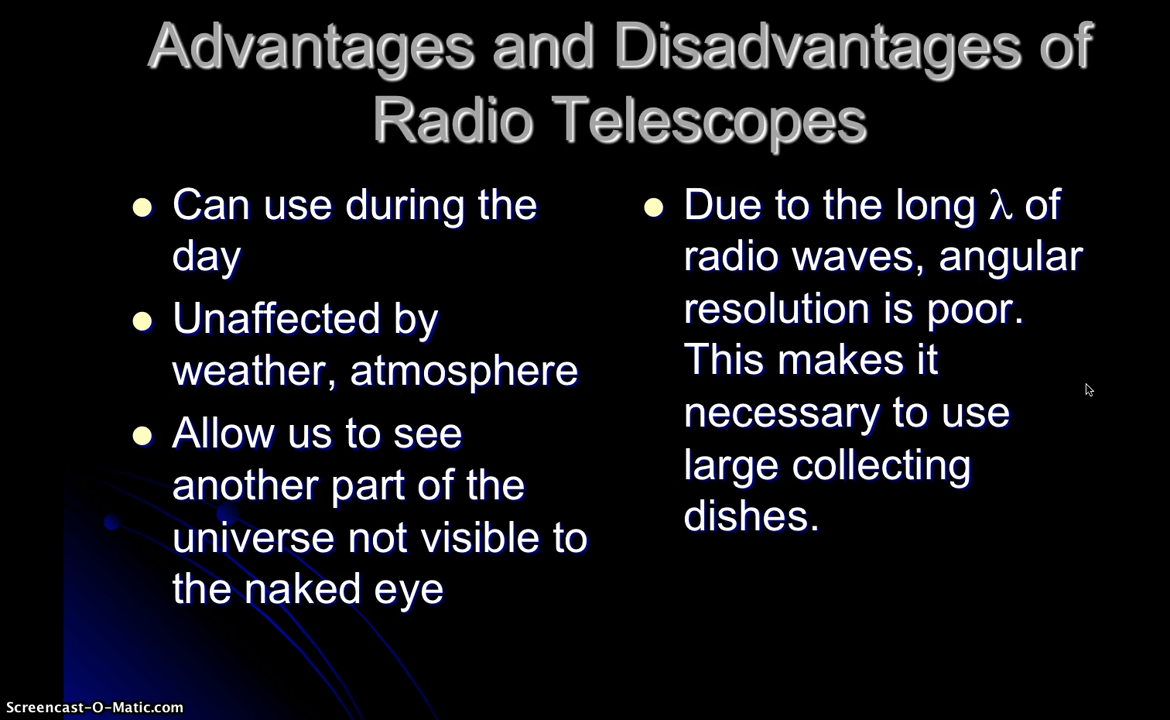 Advantages and Disadvantages of
Radio Telescopes
Can use during the
day
Unaffected by
weather, atmosphere
Allow us to see
another part of the
universe not visible to
the naked eye
Due to the long λ of
radio waves, angular
resolution is poor.
This makes it
necessary to use
large collecting
dishes.
Screencast-O-Matic.com